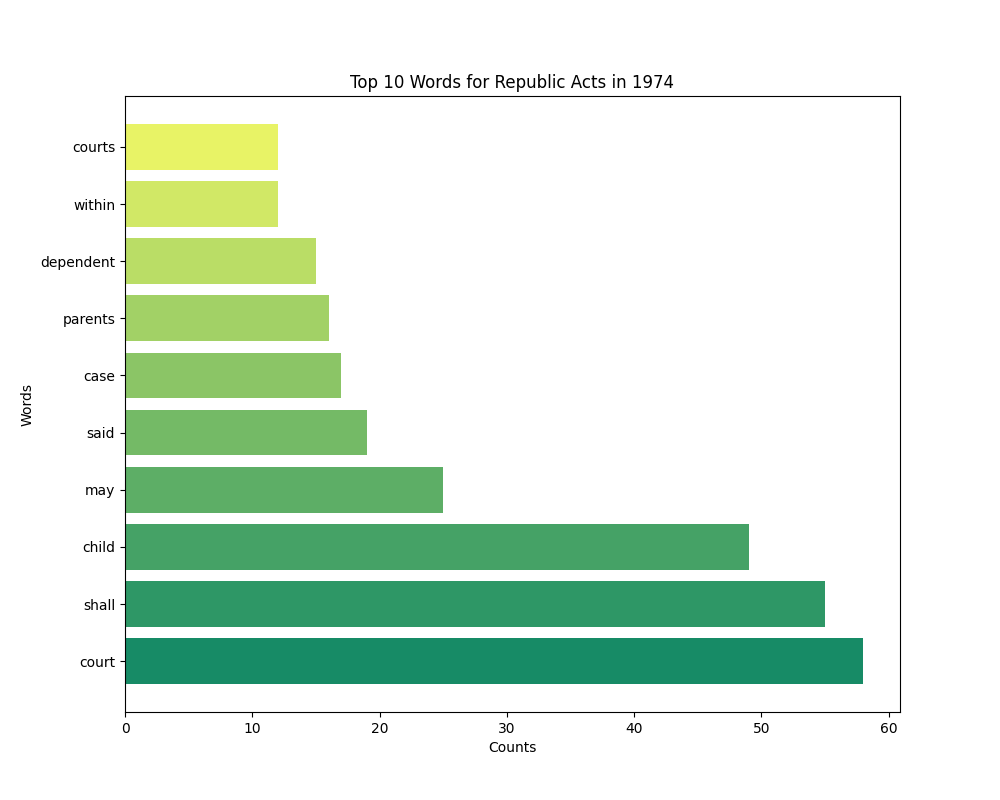 Top 10 Words for Republic Acts in 1974
Words
courts
within
dependent
parents
case
said
may
child
shall
court
0 10 20 30 40 50 60
Counts